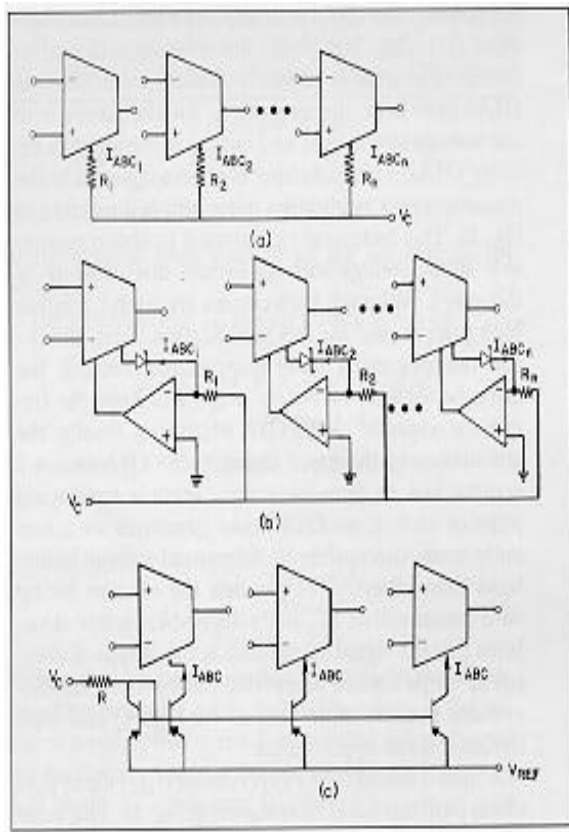 − − −
+ + +
I_ABC1 I_ABC2 I_ABCn
R1 R2 Rn
Vc
(a)
+ + +
− − −
I_ABC I_ABC2 I_ABCn
R1 R2 Rn
+ + +
Vc
(b)
+ + +
− − −
I_ABC I_ABC I_ABC
Vc R
VREF
(c)